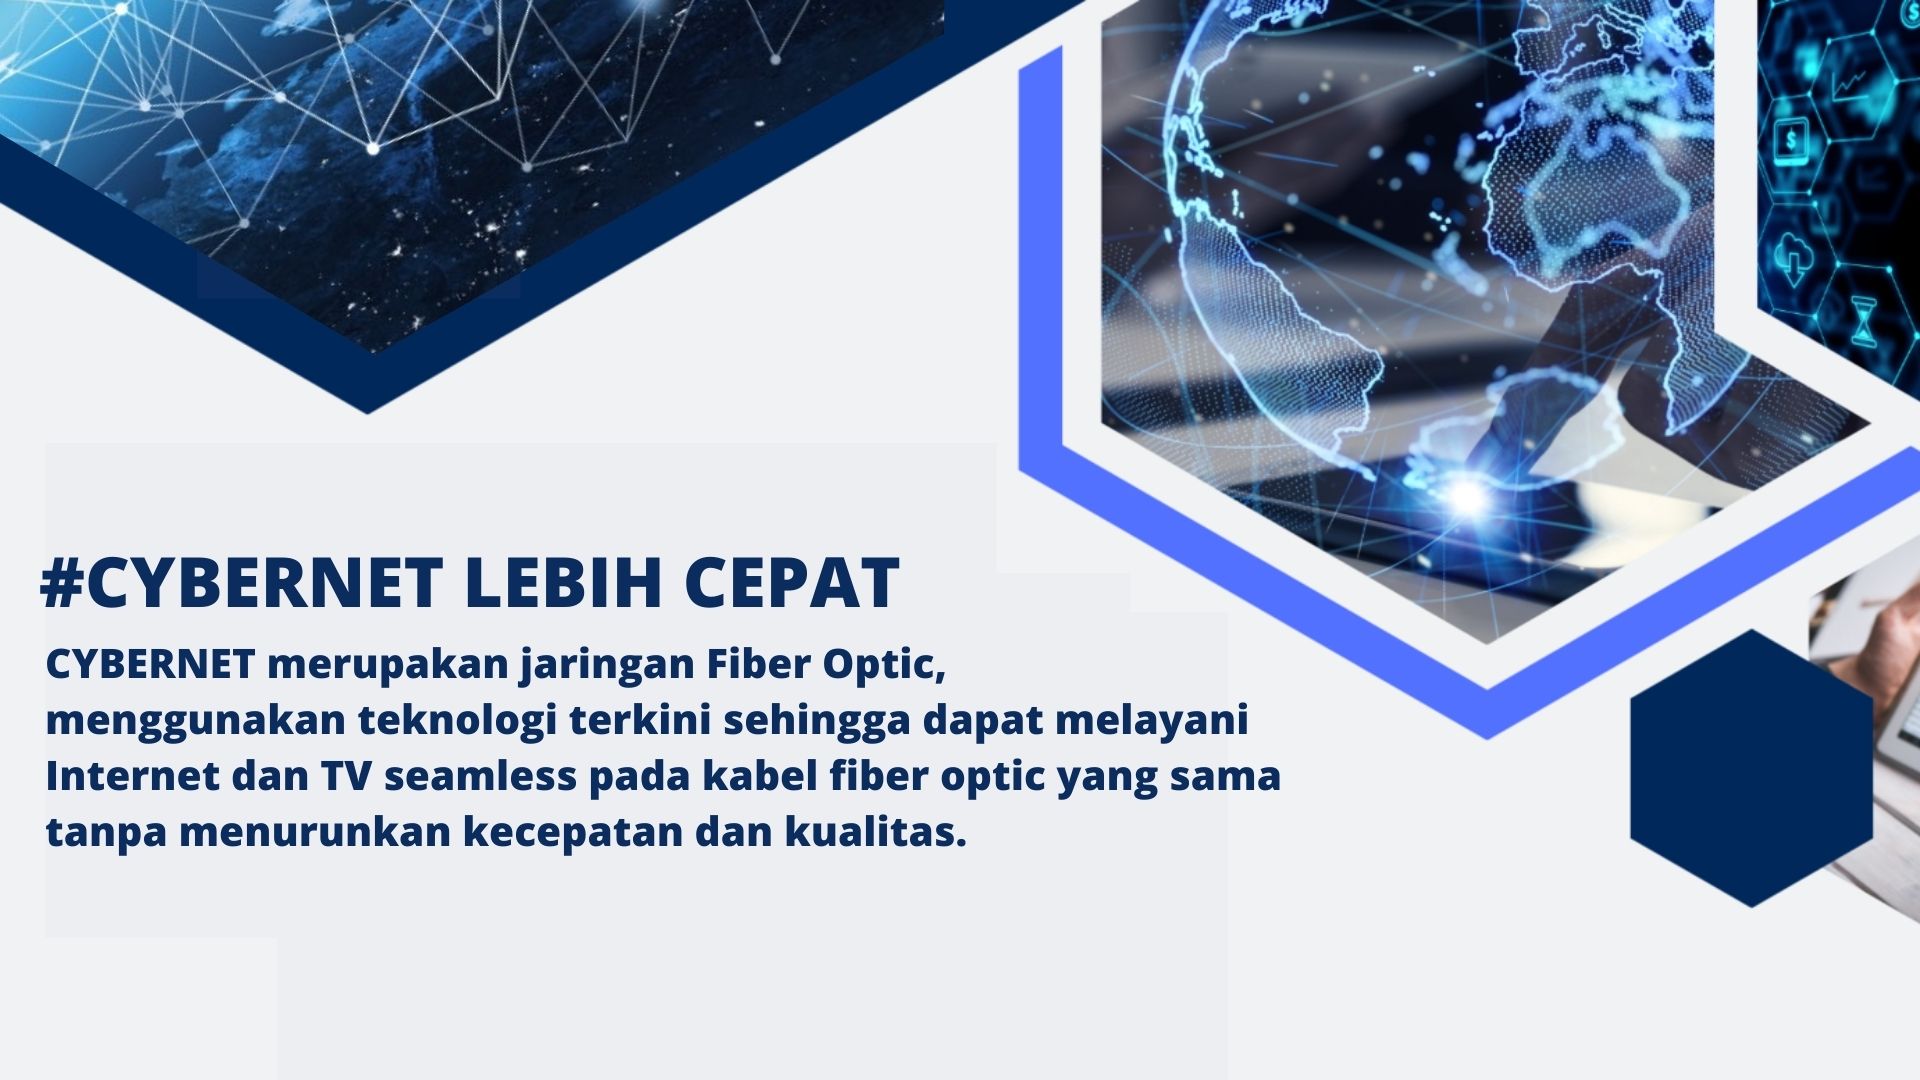 #CYBERNET LEBIH CEPAT
CYBERNET merupakan jaringan Fiber Optic,
menggunakan teknologi terkini sehingga dapat melayani
Internet dan TV seamless pada kabel fiber optic yang sama
tanpa menurunkan kecepatan dan kualitas.